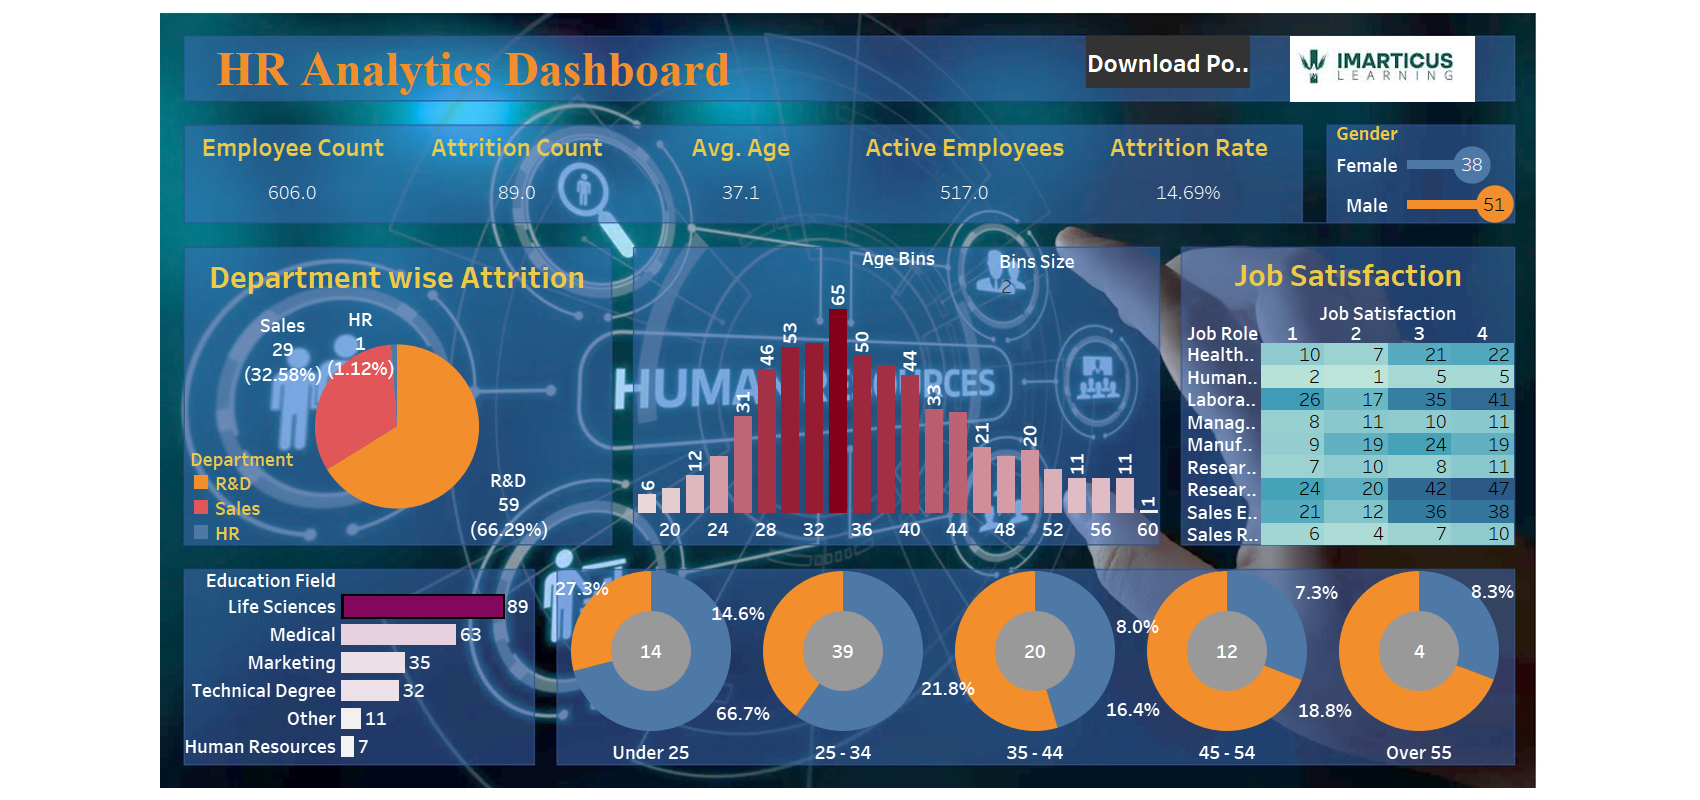 HR Analytics Dashboard
Download Po..
IMARTICUS
LEARNING
Employee Count
Attrition Count
Avg. Age
Active Employees
Attrition Rate
606.0
89.0
37.1
517.0
14.69%
Gender
Female 38
Male 51
Department wise Attrition
Sales
29
(32.58%)
HR
1
(1.12%)
R&D
59
(66.29%)
Department
R&D
Sales
HR
Age Bins
Bins Size
2
HUMAN RESOURCES
6
12
31
46
53
65
50
44
33
21
20
11
11
1
20 24 28 32 36 40 44 48 52 56 60
Job Satisfaction
Job Satisfaction
Job Role 1 2 3 4
Health.. 10 7 21 22
Human.. 2 1 5 5
Labora.. 26 17 35 41
Manag.. 8 11 10 11
Manuf.. 9 19 24 19
Resear.. 7 10 8 11
Resear.. 24 20 42 47
Sales E.. 21 12 36 38
Sales R.. 6 4 7 10
Education Field
Life Sciences 89
Medical 63
Marketing 35
Technical Degree 32
Other 11
Human Resources 7
27.3%
14
66.7%
Under 25
14.6%
39
21.8%
25 - 34
20
8.0%
16.4%
35 - 44
12
7.3%
18.8%
45 - 54
4
8.3%
Over 55